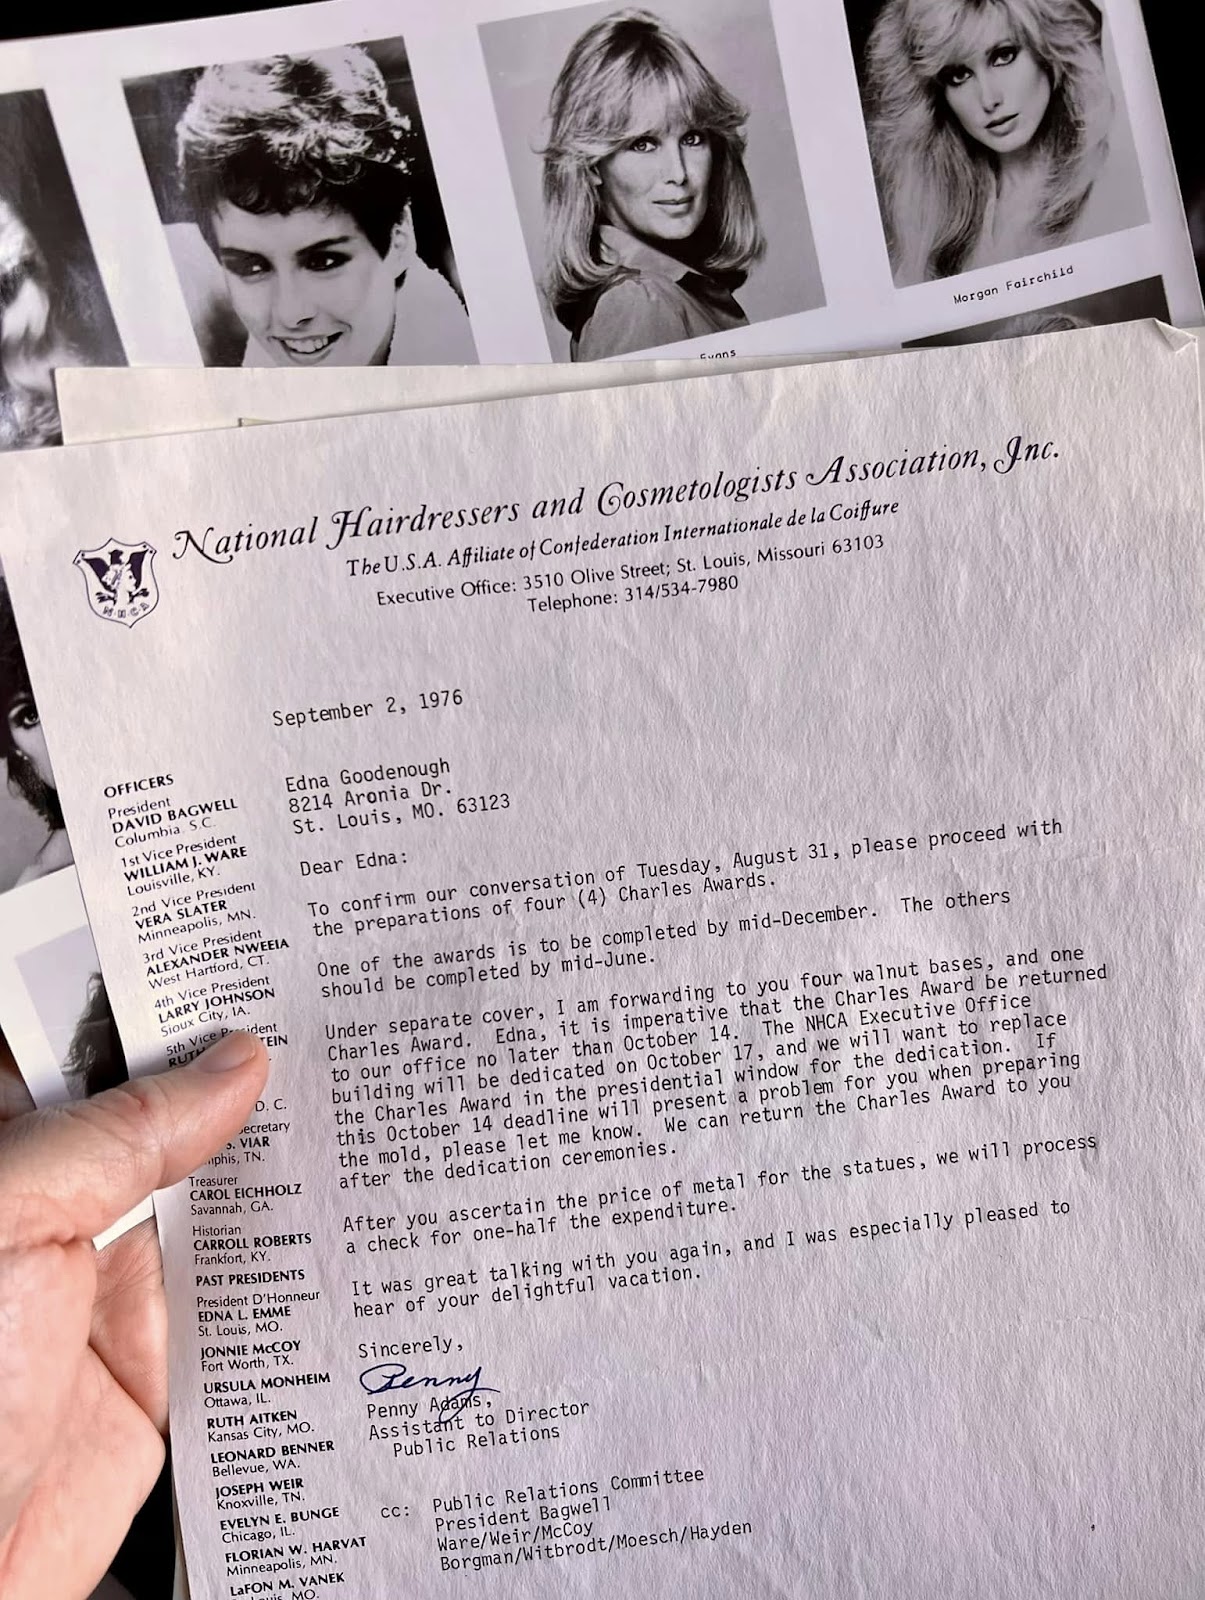 Morgan Fairchild
Evans
National Hairdressers and Cosmetologists Association, Inc.
The U.S.A. Affiliate of Confederation Internationale de la Coiffure
Executive Office: 3510 Olive Street; St. Louis, Missouri 63103
Telephone: 314/534-7980
N.H.C.A
September 2, 1976
Edna Goodenough
8214 Aronia Dr.
St. Louis, MO. 63123
Dear Edna:
To confirm our conversation of Tuesday, August 31, please proceed with
the preparations of four (4) Charles Awards.
One of the awards is to be completed by mid-December. The others
should be completed by mid-June.
Under separate cover, I am forwarding to you four walnut bases, and one
Charles Award. Edna, it is imperative that the Charles Award be returned
to our office no later than October 14. The NHCA Executive Office
building will be dedicated on October 17, and we will want to replace
the Charles Award in the presidential window for the dedication. If
this October 14 deadline will present a problem for you when preparing
the mold, please let me know. We can return the Charles Award to you
after the dedication ceremonies.
After you ascertain the price of metal for the statues, we will process
a check for one-half the expenditure.
It was great talking with you again, and I was especially pleased to
hear of your delightful vacation.
Sincerely,
Penny
Penny Adams,
Assistant to Director
Public Relations
cc: Public Relations Committee
President Bagwell
Ware/Weir/McCoy
Borgman/Witbrodt/Moesch/Hayden
OFFICERS
President
DAVID BAGWELL
Columbia, S.C.
1st Vice President
WILLIAM J. WARE
Louisville, KY.
2nd Vice President
VERA SLATER
Minneapolis, MN.
3rd Vice President
ALEXANDER NWEEIA
West Hartford, CT.
4th Vice President
LARRY JOHNSON
Sioux City, IA.
5th Vice President
RUTH
D. C.
S. VIAR
TN.
Treasurer
CAROL EICHHOLZ
Savannah, GA.
Historian
CARROLL ROBERTS
Frankfort, KY.
PAST PRESIDENTS
President D'Honneur
EDNA L. EMME
St. Louis, MO.
JONNIE McCOY
Fort Worth, TX.
URSULA MONHEIM
Ottawa, IL.
RUTH AITKEN
Kansas City, MO.
LEONARD BENNER
Bellevue, WA.
JOSEPH WEIR
Knoxville, TN.
EVELYN E. BUNGE
Chicago, IL.
FLORIAN W. HARVAT
Minneapolis, MN.
LaFON M. VANEK
MO.